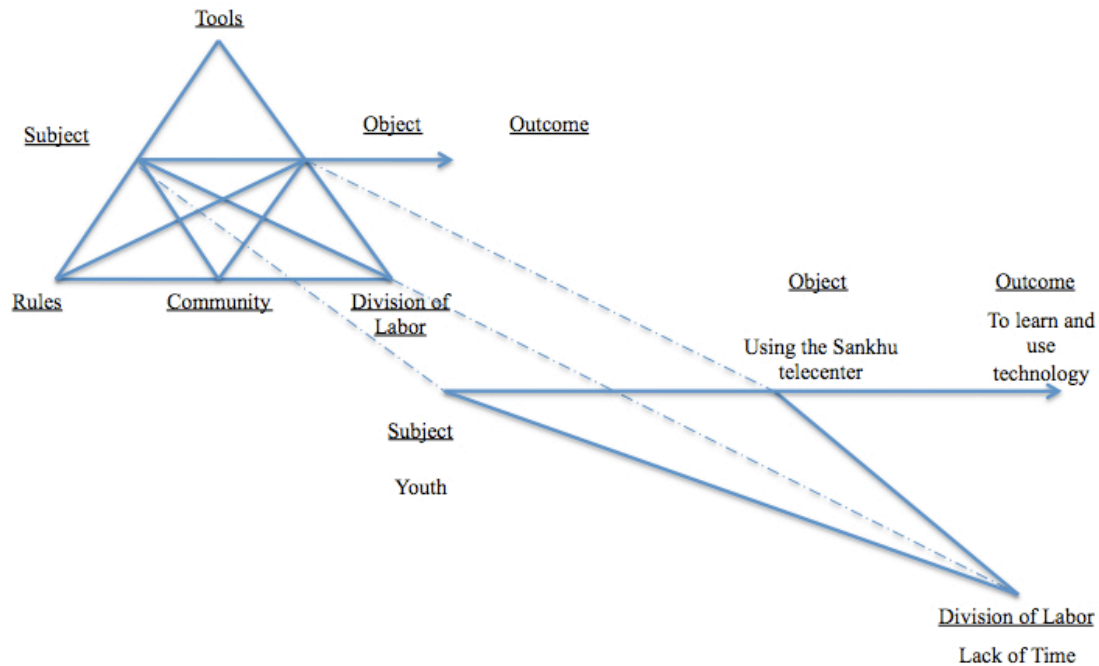 Tools
Subject
Object
Outcome
Rules
Community
Division of
Labor
Object
Outcome
Using the Sankhu
telecenter
To learn and
use
technology
Subject
Youth
Division of Labor
Lack of Time